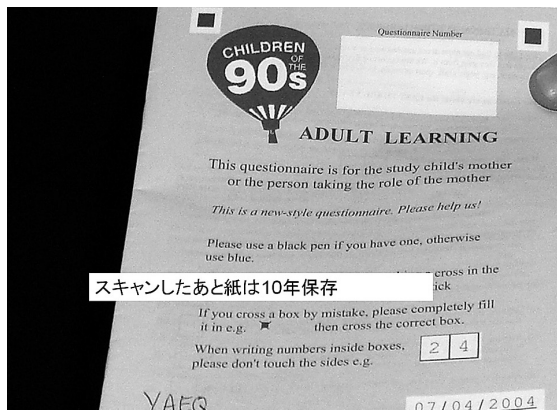 Questionnaire Number
CHILDREN
OF
THE
90s
ADULT LEARNING
This questionnaire is for the study child's mother
or the person taking the role of the mother
This is a new-style questionnaire. Please help us!
Please use a black pen if you have one, otherwise
use blue.
cross in the
スキャンしたあと紙は10年保存
If you cross a box by mistake, please completely fill
it in e.g. then cross the correct box.
When writing numbers inside boxes,
please don't touch the sides e.g.
2 4
YAEQ
07/04/2004